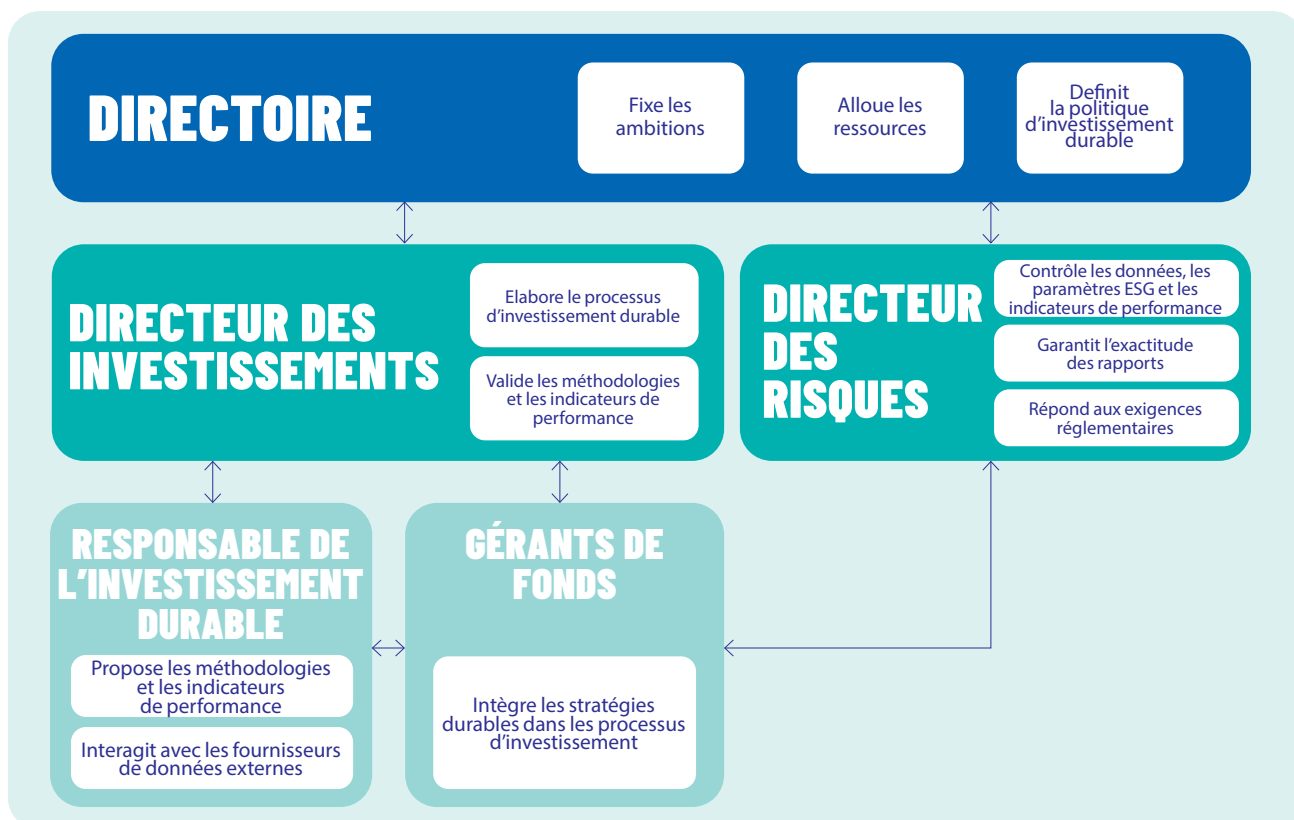 DIRECTOIRE
Fixe les
ambitions
Alloue les
ressources
Definit
la politique
d’investissement
durable
DIRECTEUR DES
INVESTISSEMENTS
Elabore le processus
d’investissement durable
Valide les méthodologies
et les indicateurs de
performance
DIRECTEUR
DES
RISQUES
Contrôle les données, les
paramètres ESG et les
indicateurs de performance
Garantit l’exactitude
des rapports
Répond aux exigences
réglementaires
RESPONSABLE DE
L’INVESTISSEMENT
DURABLE
Propose les méthodologies
et les indicateurs
de performance
Interagit avec les fournisseurs
de données externes
GÉRANTS DE
FONDS
Intègre les stratégies
durables dans les processus
d’investissement